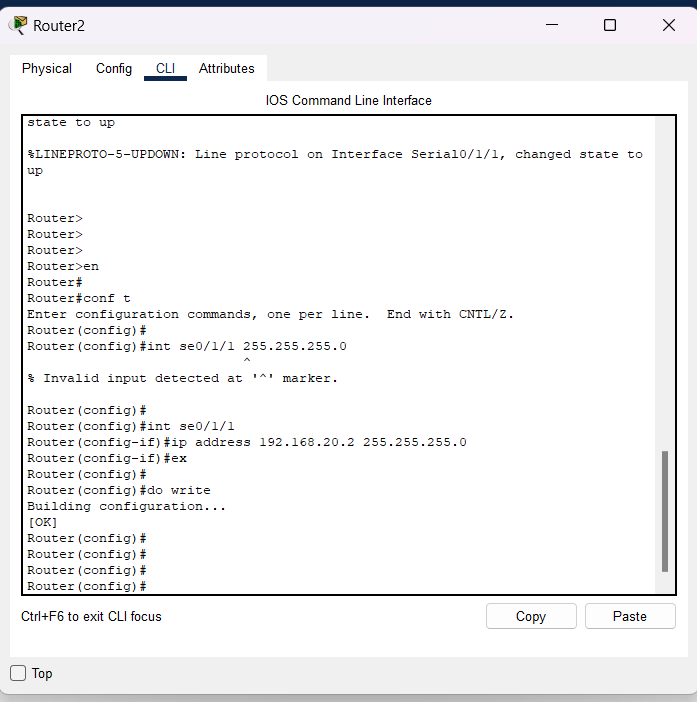 Router2
Physical Config CLI Attributes
IOS Command Line Interface
state to up
%LINEPROTO-5-UPDOWN: Line protocol on Interface Serial0/1/1, changed state to
up
Router>
Router>
Router>
Router>en
Router#
Router#conf t
Enter configuration commands, one per line.  End with CNTL/Z.
Router(config)#
Router(config)#int se0/1/1 255.255.255.0
^
% Invalid input detected at '^' marker.
Router(config)#
Router(config)#int se0/1/1
Router(config-if)#ip address 192.168.20.2 255.255.255.0
Router(config-if)#ex
Router(config)#
Router(config)#do write
Building configuration...
[OK]
Router(config)#
Router(config)#
Router(config)#
Router(config)#
Ctrl+F6 to exit CLI focus
Copy Paste
Top